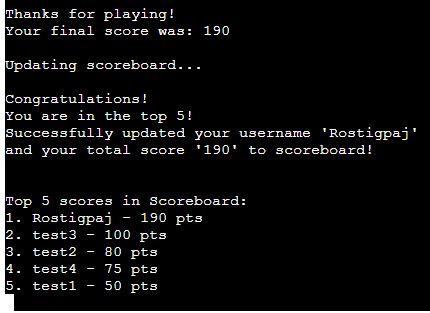 Thanks for playing!
Your final score was: 190
Updating scoreboard...
Congratulations!
You are in the top 5!
Successfully updated your username 'Rostigpaj'
and your total score '190' to scoreboard!
Top 5 scores in Scoreboard:
1. Rostigpaj - 190 pts
2. test3 - 100 pts
3. test2 - 80 pts
4. test4 - 75 pts
5. test1 - 50 pts